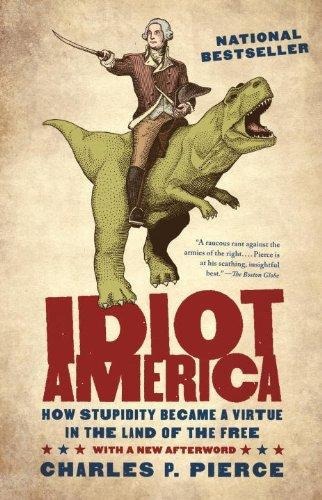 NATIONAL
BESTSELLER
"A raucous rant against the
armies of the right.... Pierce is
at his scathing, insightful
best."—The Boston Globe
IDIOT
AMERICA
HOW STUPIDITY BECAME A VIRTUE
IN THE LAND OF THE FREE
WITH A NEW AFTERWORD
CHARLES P. PIERCE